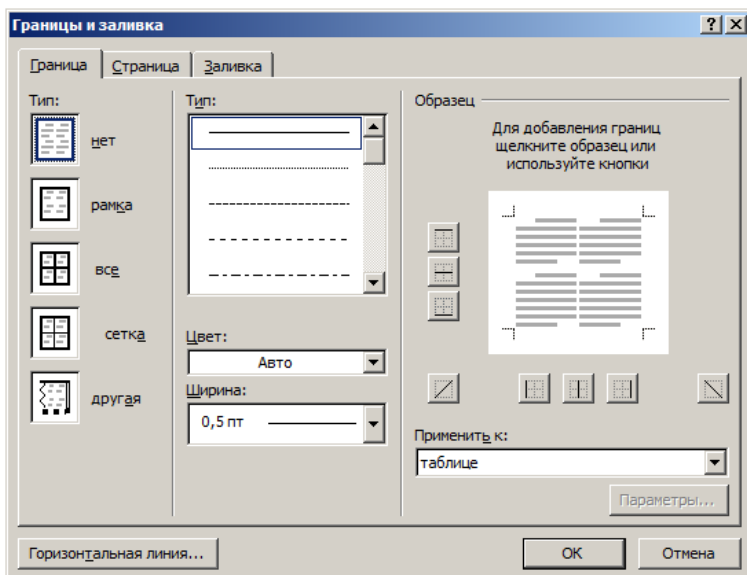 Границы и заливка
Граница
Страница
Заливка
Тип:
нет
рамка
все
сетка
другая
Тип:
Цвет:
Авто
Ширина:
0,5 пт
Образец
Для добавления границ
щелкните образец или
используйте кнопки
Применить к:
таблице
Параметры...
Горизонтальная линия...
ОК
Отмена